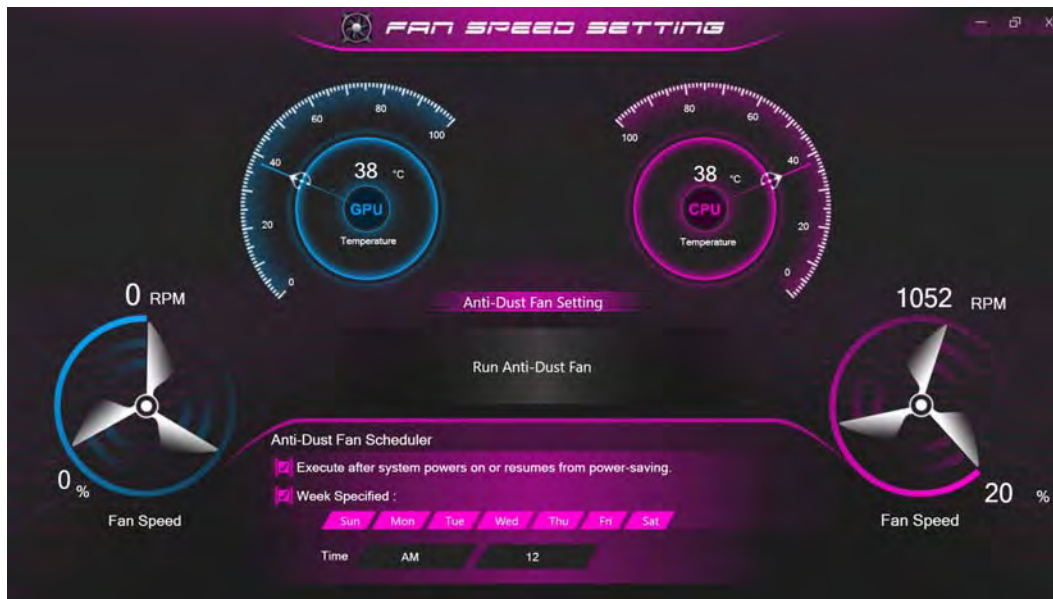 FAN SPEED SETTING
100
80
60
40
20
0
38 °C
GPU
Temperature
100
80
60
40
20
0
38 °C
CPU
Temperature
0 RPM
0 %
Fan Speed
1052 RPM
20 %
Fan Speed
Anti-Dust Fan Setting
Run Anti-Dust Fan
Anti-Dust Fan Scheduler
Execute after system powers on or resumes from power-saving.
Week Specified :
Sun Mon Tue Wed Thu Fri Sat
Time AM 12